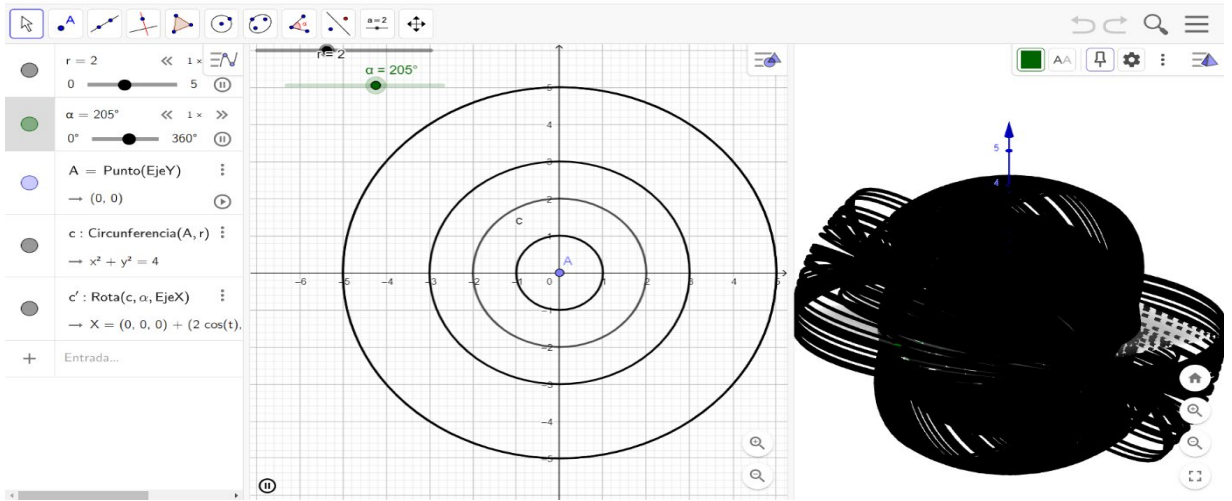 A
α
a=2
r = 2
1 ×
0
5
α = 205°
1 ×
0°
360°
A = Punto(EjeY)
→ (0, 0)
c : Circunferencia(A, r)
→ x² + y² = 4
c′ : Rota(c, α, EjeX)
→ X = (0, 0, 0) + (2 cos(t),
+ Entrada...
r = 2
α = 205°
5
4
3
2
c
1
A
−6
−5
−4
−3
−2
−1
0
1
2
3
4
5
−1
−2
−3
−4
−5
AA
5
4